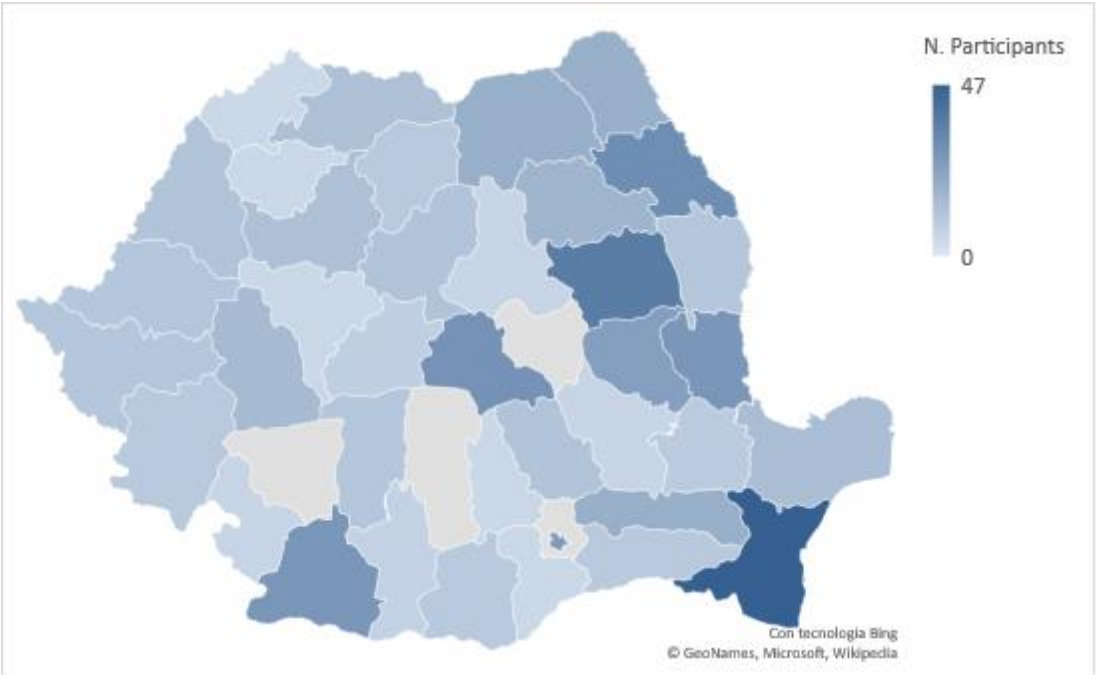 N. Participants
47
0
Con tecnologia Bing
© GeoNames, Microsoft, Wikipedia